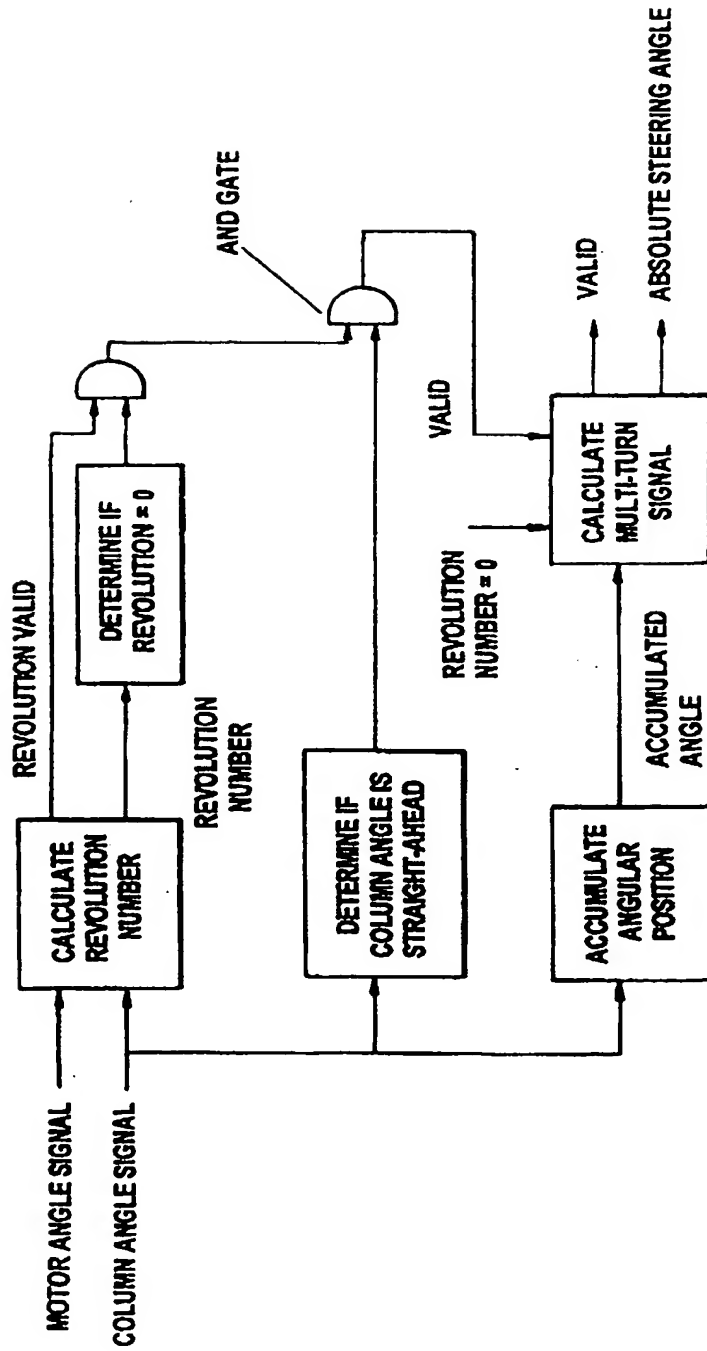 MOTOR ANGLE SIGNAL
COLUMN ANGLE SIGNAL
CALCULATE
REVOLUTION
NUMBER
REVOLUTION VALID
REVOLUTION
NUMBER
DETERMINE IF
REVOLUTION = 0
AND GATE
DETERMINE IF
COLUMN ANGLE IS
STRAIGHT-AHEAD
REVOLUTION
NUMBER = 0
VALID
ACCUMULATE
ANGULAR
POSITION
ACCUMULATED
ANGLE
CALCULATE
MULTI-TURN
SIGNAL
VALID
ABSOLUTE STEERING ANGLE